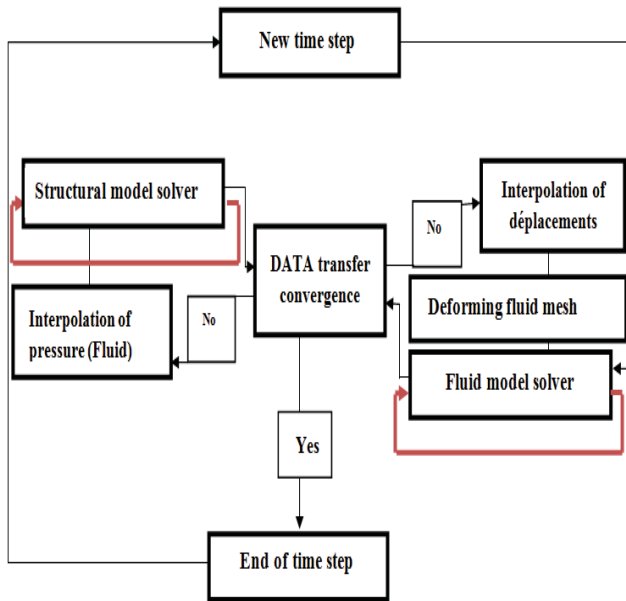 New time step
Structural model solver
Interpolation of
déplacements
No
DATA transfer
convergence
Interpolation of
pressure (Fluid)
No
Deforming fluid mesh
Fluid model solver
Yes
End of time step